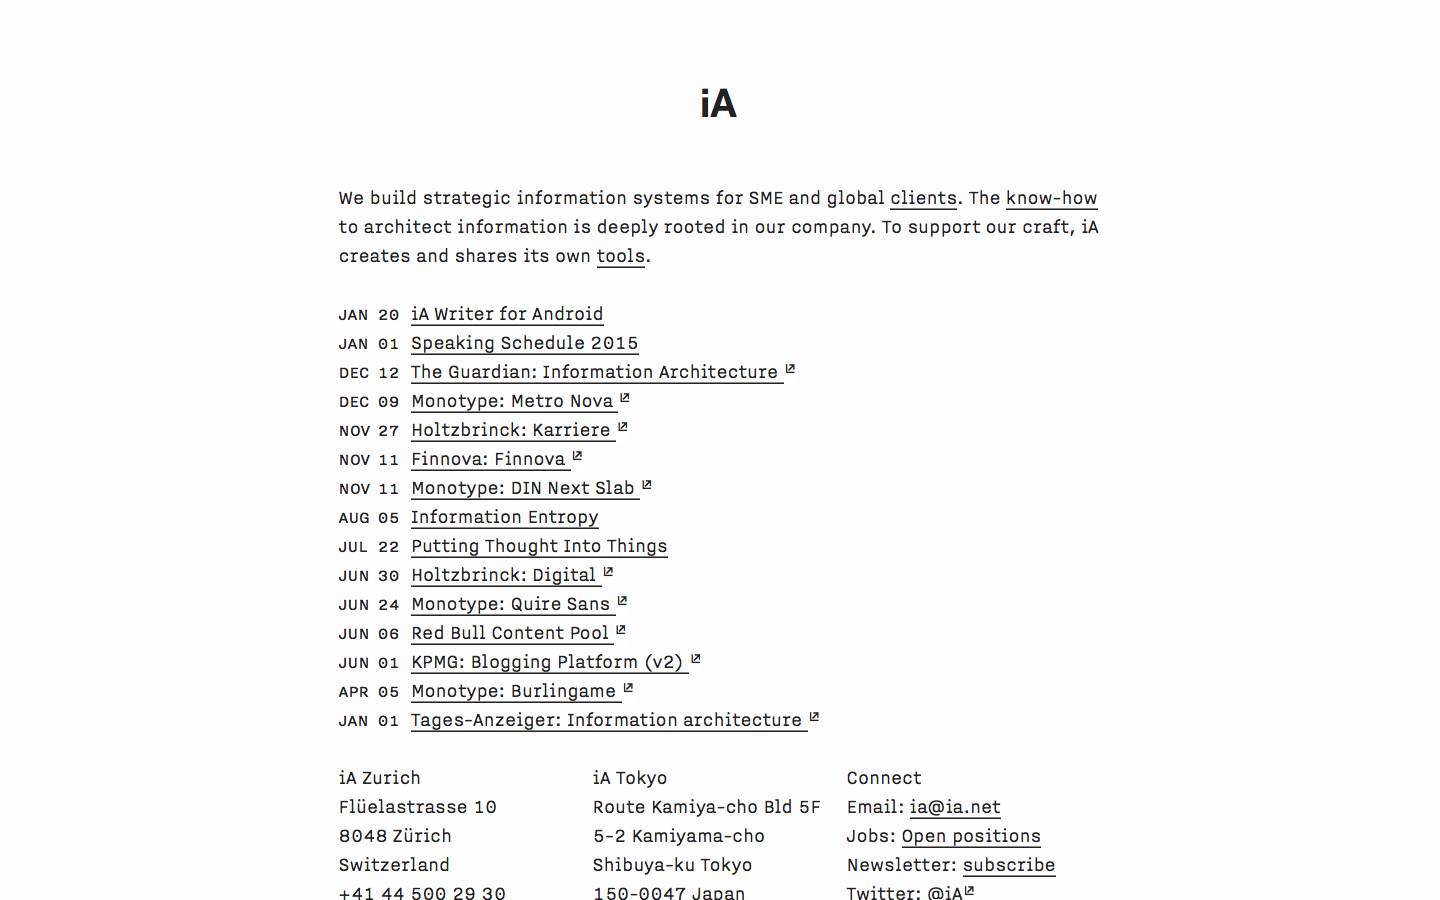 iA
We build strategic information systems for SME and global clients. The know-how
to architect information is deeply rooted in our company. To support our craft, iA
creates and shares its own tools.
JAN 20 iA Writer for Android
JAN 01 Speaking Schedule 2015
DEC 12 The Guardian: Information Architecture
DEC 09 Monotype: Metro Nova
NOV 27 Holtzbrinck: Karriere
NOV 11 Finnova: Finnova
NOV 11 Monotype: DIN Next Slab
AUG 05 Information Entropy
JUL 22 Putting Thought Into Things
JUN 30 Holtzbrinck: Digital
JUN 24 Monotype: Quire Sans
JUN 06 Red Bull Content Pool
JUN 01 KPMG: Blogging Platform (v2)
APR 05 Monotype: Burlingame
JAN 01 Tages-Anzeiger: Information architecture
iA Zurich
Flüelastrasse 10
8048 Zürich
Switzerland
+41 44 500 29 30
iA Tokyo
Route Kamiya-cho Bld 5F
5-2 Kamiyama-cho
Shibuya-ku Tokyo
150-0047 Japan
Connect
Email: ia@ia.net
Jobs: Open positions
Newsletter: subscribe
Twitter: @iA